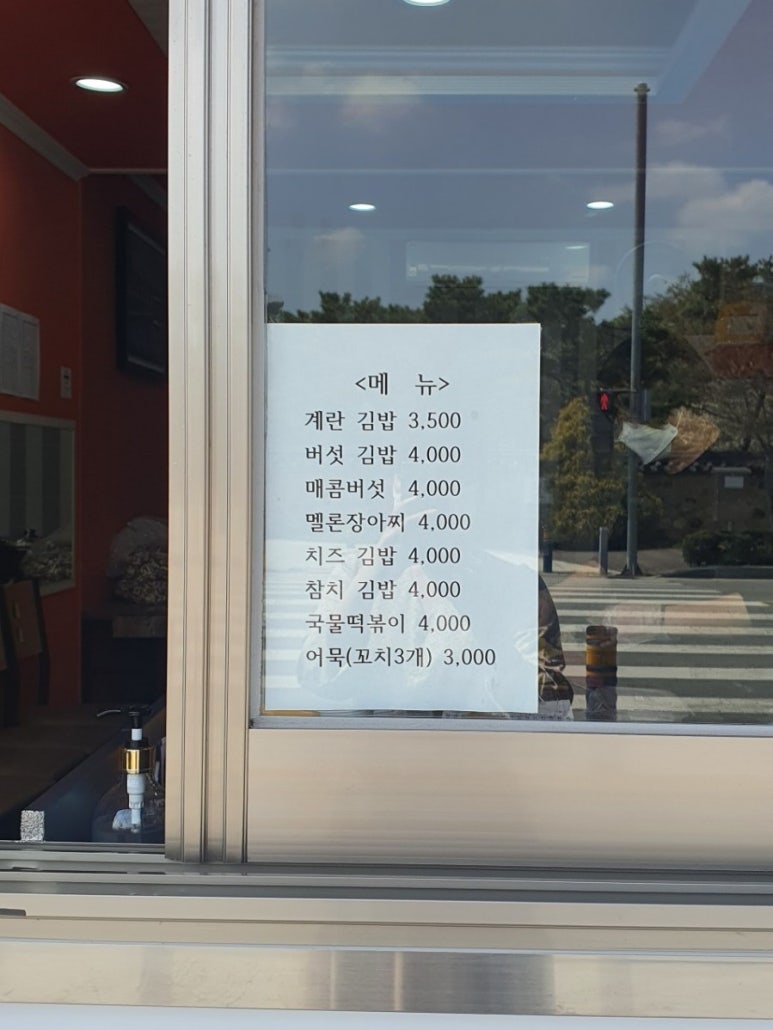 <메 뉴>
계란 김밥 3,500
버섯 김밥 4,000
매콤버섯 4,000
멜론장아찌 4,000
치즈 김밥 4,000
참치 김밥 4,000
국물떡볶이 4,000
어묵(꼬치3개) 3,000